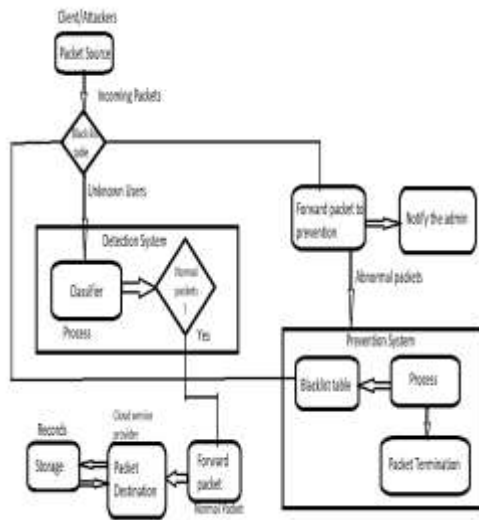 Client/Attackers
Packet Source
Incoming Packets
Black list
Unknown Users
Forward packet to
prevention
Notify the admin
Detection System
Classifier
Normal
packets
?
Process
Yes
Abnormal packets
Prevention System
Blacklist table
Process
Packet Termination
Cloud service
provider
Records
Storage
Packet
Destination
Forward
packet
Normal Packet